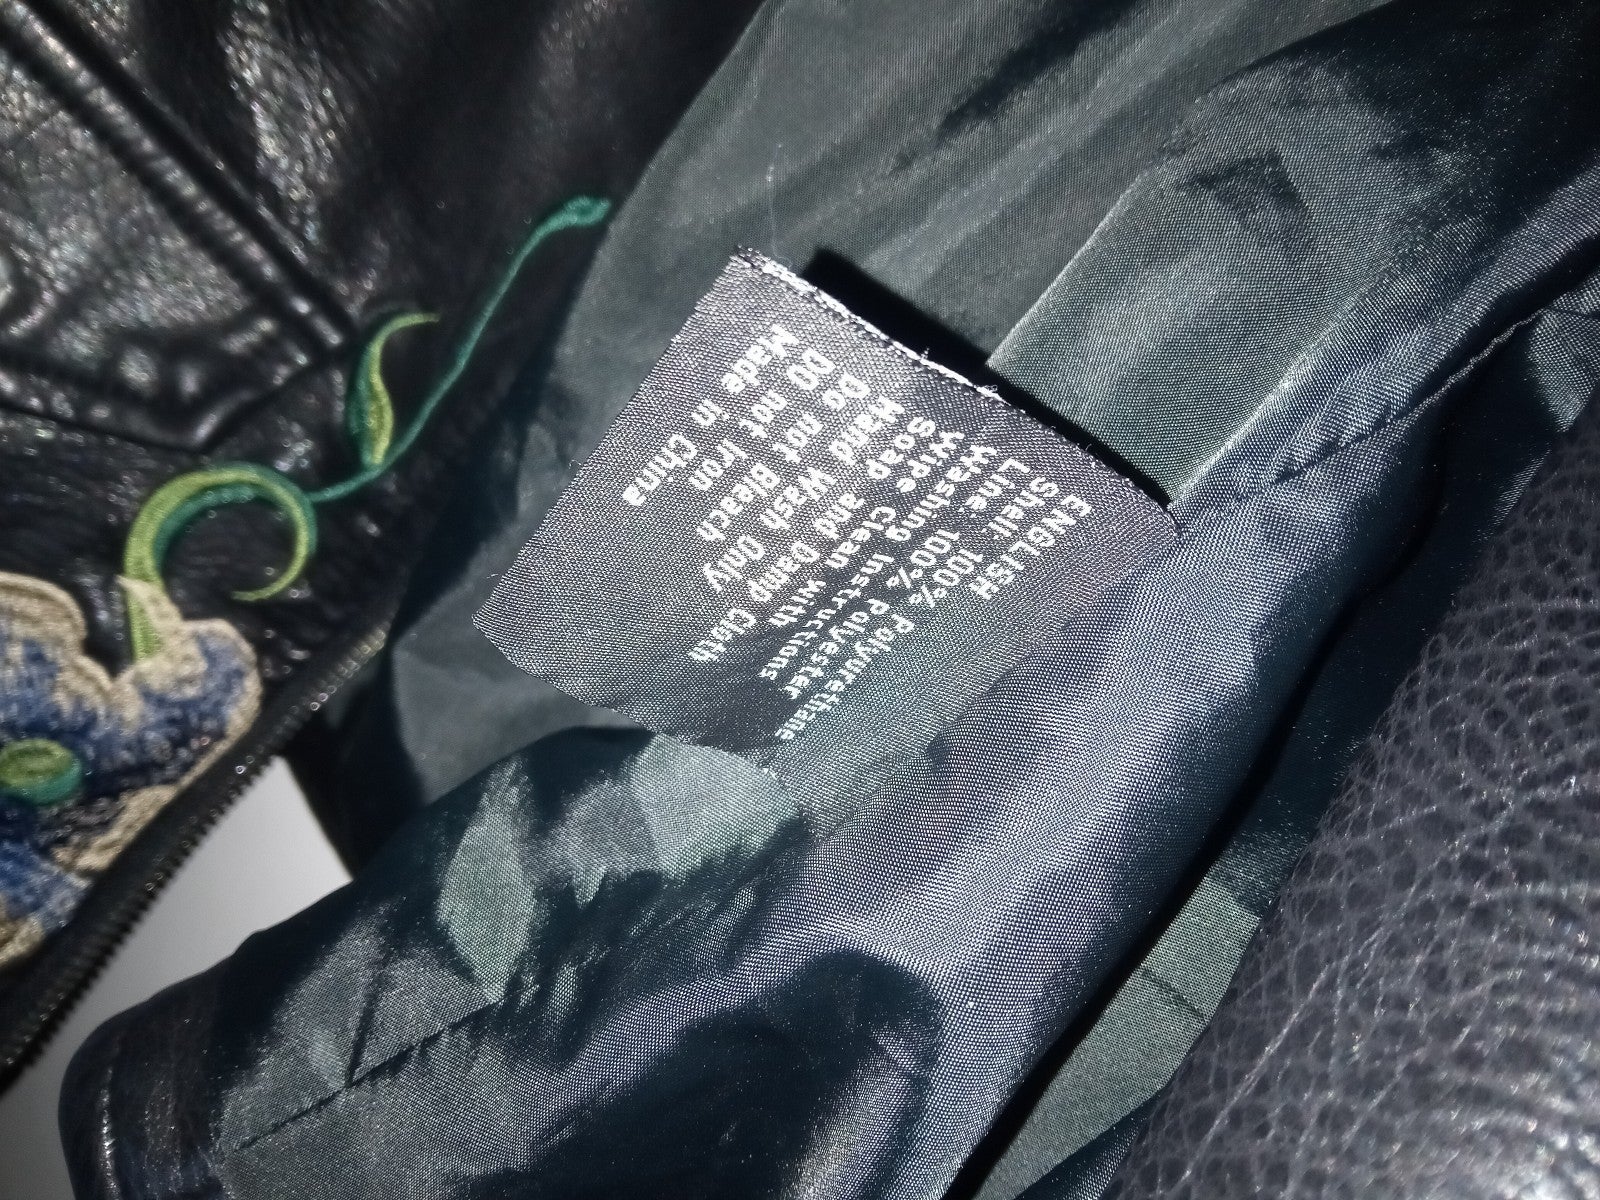 ENGLISH
Shell 100% Polyurethane
Line: 100% Polyester
Washing Instructions
Wipe Clean with
Soap and Damp Cloth
Hand Wash Only
Do not Bleach
DO not Iron
Made in China